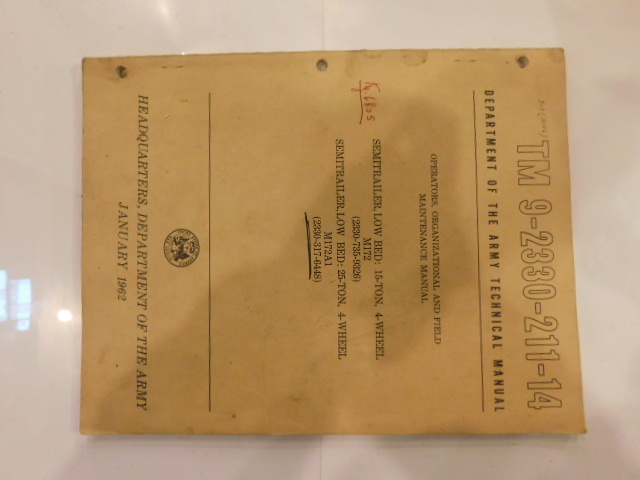 TM 9-2330-211-14
DEPARTMENT OF THE ARMY TECHNICAL MANUAL
OPERATORS, ORGANIZATIONAL AND FIELD
MAINTENANCE MANUAL
SEMITRAILER, LOW BED: 15-TON, 4-WHEEL
M172
(2330-735-9326)
SEMITRAILER, LOW BED: 25-TON, 4-WHEEL
M172A1
(2330-317-6448)
HEADQUARTERS, DEPARTMENT OF THE ARMY
JANUARY 1962